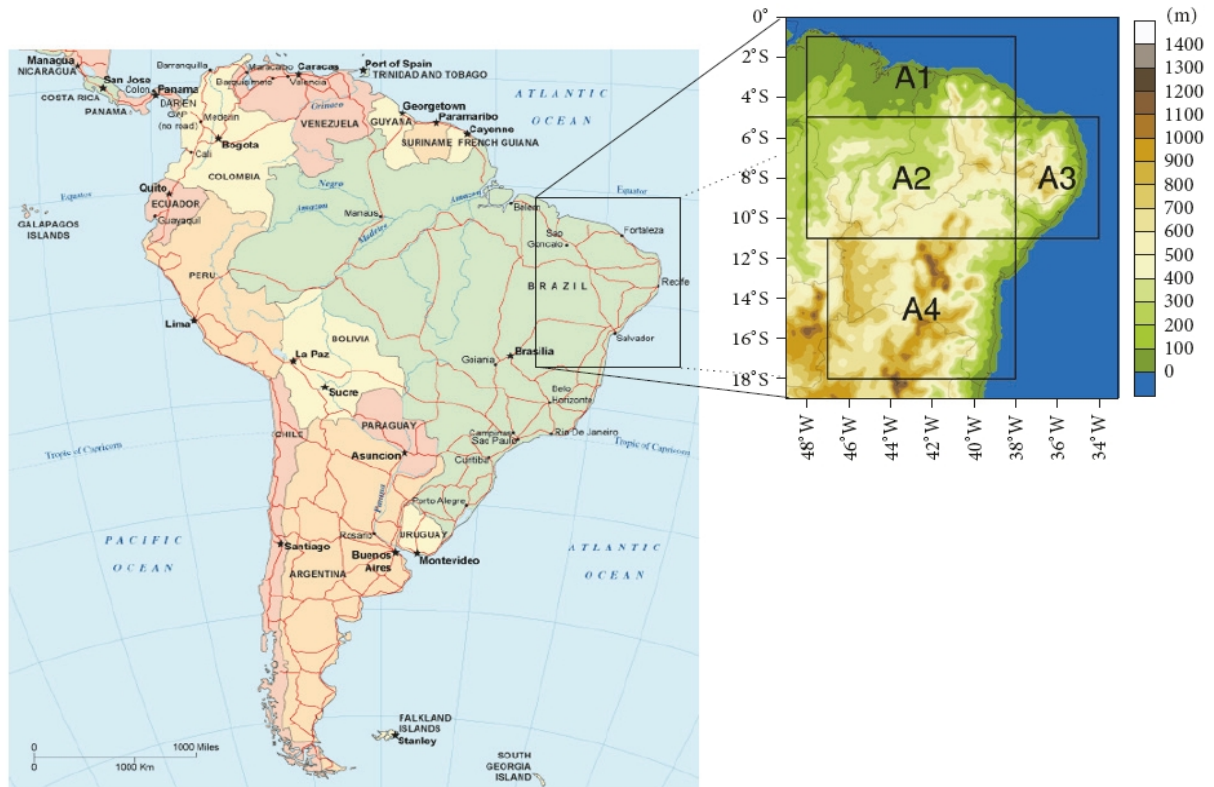 Managua
NICARAGUA
San Jose
Colon
Panama
COSTA RICA
PANAMA
DARIEN
GAP
(no road)
Barranquilla
Maracaibo
Caracas
Barquisimeto
Valencia
Port of Spain
TRINIDAD AND TOBAGO
Orinoco
VENEZUELA
Medellin
Bogota
Cali
COLOMBIA
Georgetown
GUYANA
Paramaribo
Cayenne
SURINAME
FRENCH GUIANA
ATLANTIC
OCEAN
Equator
Quito
ECUADOR
Guayaquil
GALAPAGOS
ISLANDS
Negro
Amazon
Manaus
Madeira
Amazon
Belem
Equator
Sao
Goncalo
Fortaleza
PERU
BRAZIL
Recife
Lima
BOLIVIA
La Paz
Sucre
Salvador
Brasilia
Goiania
Belo
Horizonte
PARAGUAY
CHILE
Asuncion
Campinas
Sao Paulo
Rio De Janeiro
Tropic of Capricorn
Tropic of Capricorn
Curitiba
Parana
Porto Alegre
PACIFIC
OCEAN
Rosario
URUGUAY
Santiago
Buenos
Aires
Montevideo
ARGENTINA
ATLANTIC
OCEAN
FALKLAND
ISLANDS
Stanley
SOUTH
GEORGIA
ISLAND
0 1000 Miles
0 1000 Km
0°
2°S
4°S
6°S
8°S
10°S
12°S
14°S
16°S
18°S
A1
A2
A3
A4
48°W
46°W
44°W
42°W
40°W
38°W
36°W
34°W
(m)
1400
1300
1200
1100
1000
900
800
700
600
500
400
300
200
100
0